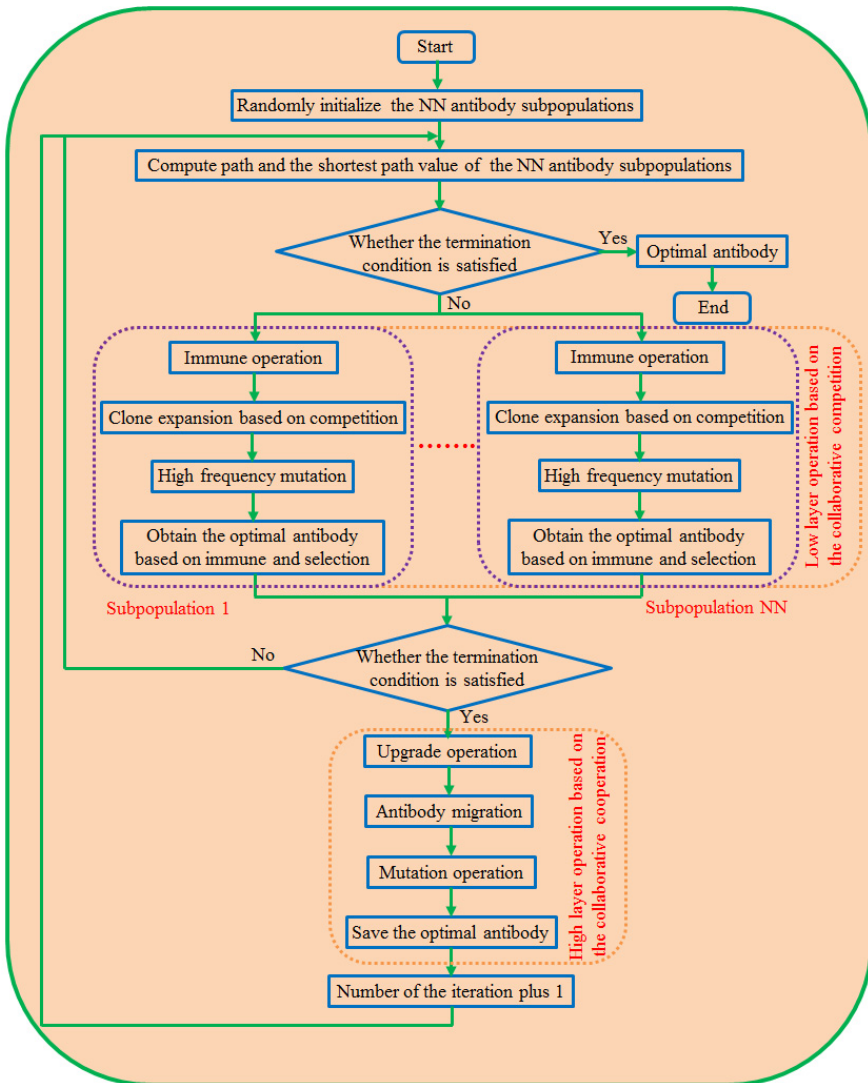 Start
Randomly initialize the NN antibody subpopulations
Compute path and the shortest path value of the NN antibody subpopulations
Whether the termination
condition is satisfied
Yes
Optimal antibody
End
No
Immune operation
Clone expansion based on competition
High frequency mutation
Obtain the optimal antibody
based on immune and selection
Subpopulation 1
Immune operation
Clone expansion based on competition
High frequency mutation
Obtain the optimal antibody
based on immune and selection
Subpopulation NN
Low layer operation based on
the collaborative competition
Whether the termination
condition is satisfied
No
Yes
Upgrade operation
Antibody migration
Mutation operation
Save the optimal antibody
High layer operation based on
the collaborative cooperation
Number of the iteration plus 1